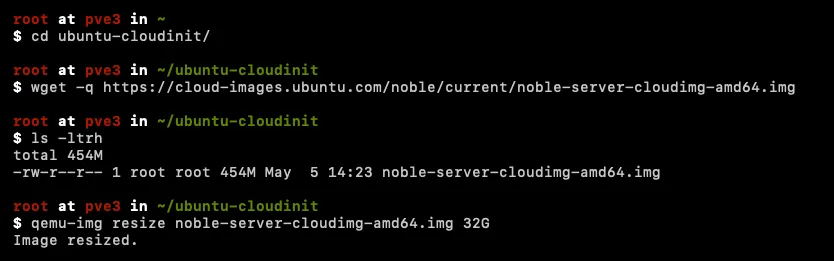 root at pve3 in ~
$ cd ubuntu-cloudinit/
root at pve3 in ~/ubuntu-cloudinit
$ wget -q https://cloud-images.ubuntu.com/noble/current/noble-server-cloudimg-amd64.img
root at pve3 in ~/ubuntu-cloudinit
$ ls -ltrh
total 454M
-rw-r--r-- 1 root root 454M May  5 14:23 noble-server-cloudimg-amd64.img
root at pve3 in ~/ubuntu-cloudinit
$ qemu-img resize noble-server-cloudimg-amd64.img 32G
Image resized.